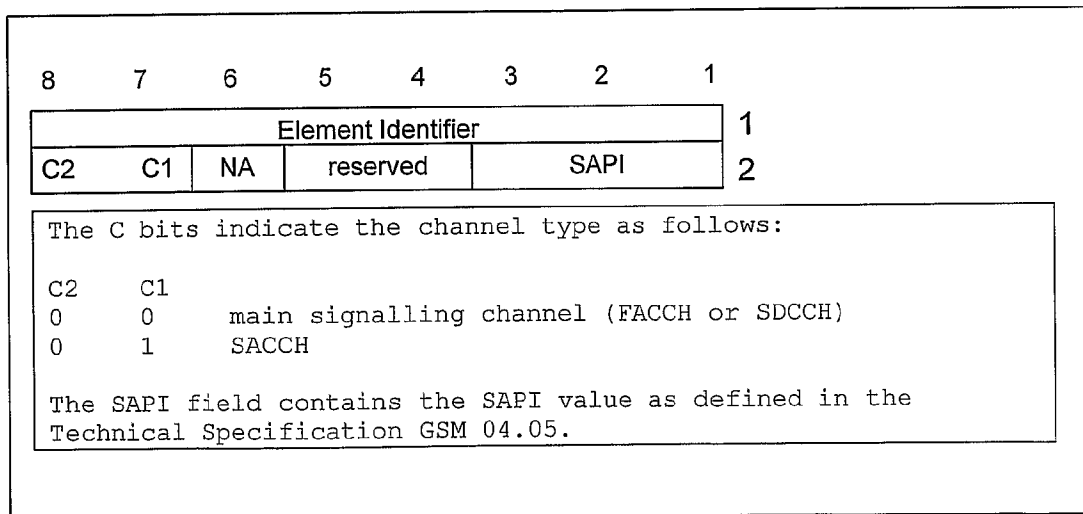 8 7 6 5 4 3 2 1
Element Identifier 1
C2 C1 NA reserved SAPI 2
The C bits indicate the channel type as follows:
C2 C1
0 0 main signalling channel (FACCH or SDCCH)
0 1 SACCH
The SAPI field contains the SAPI value as defined in the
Technical Specification GSM 04.05.